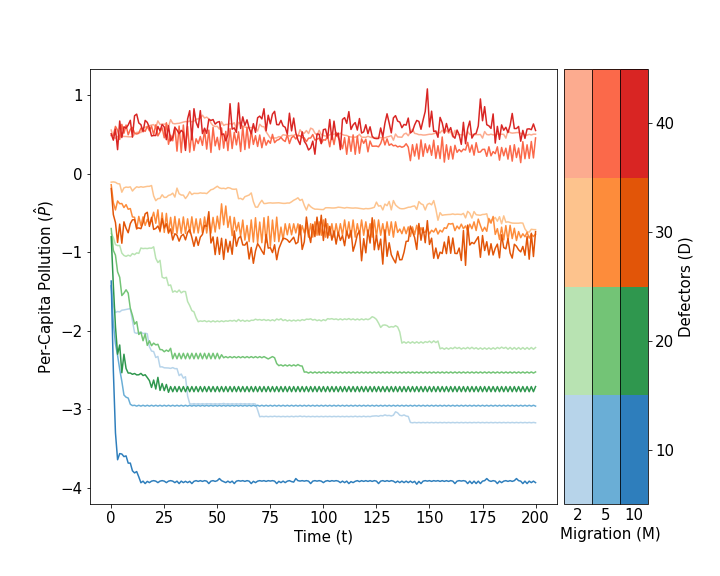 1
0
−1
−2
−3
−4
Per-Capita Pollution (P̂)
0 25 50 75 100 125 150 175 200
Time (t)
40
30
20
10
Defectors (D)
2 5 10
Migration (M)